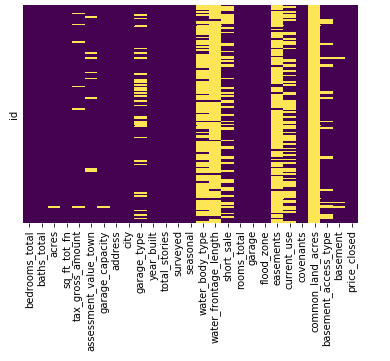 id
bedrooms_total
baths_total
acres
sq_ft_tot_fn
tax_gross_amount
assessment_value_town
garage_capacity
address
city
garage_type
year_built
total_stories
surveyed
seasonal
water_body_type
water_frontage_length
short_sale
rooms_total
garage
flood_zone
easements
current_use
covenants
common_land_acres
basement_access_type
basement
price_closed